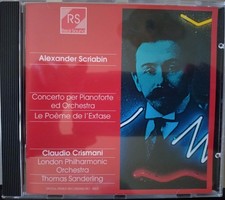 RS
Alexander Scriabin
Concerto per Pianoforte
ed Orchestra
Le Poème de l'Extase
Claudio Crismani
London Philharmonic
Orchestra
Thomas Sanderling